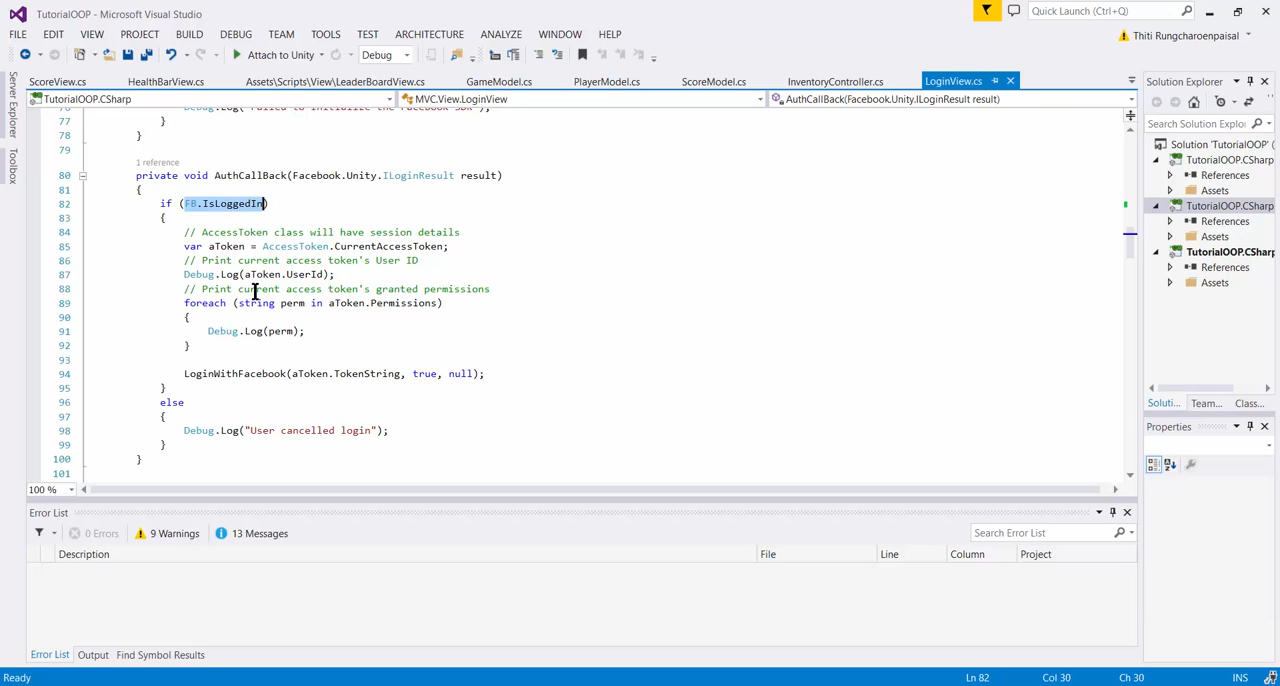 TutorialOOP - Microsoft Visual Studio
Quick Launch (Ctrl+Q)
FILE EDIT VIEW PROJECT BUILD DEBUG TEAM TOOLS TEST ARCHITECTURE ANALYZE WINDOW HELP
Thiti Rungcharoenpaisal
Attach to Unity Debug
ScoreView.cs HealthBarView.cs Assets\Scripts\View\LeaderBoardView.cs GameModel.cs PlayerModel.cs ScoreModel.cs InventoryController.cs LoginView.cs
TutorialOOP.CSharp MVC.View.LoginView AuthCallBack(Facebook.Unity.ILoginResult result)
Server Explorer
Toolbox
76 Debug.Log("Failed to Initialize the Facebook SDK");
77 }
78 }
79
1 reference
80 private void AuthCallBack(Facebook.Unity.ILoginResult result)
81 {
82 if (FB.IsLoggedIn)
83 {
84 // AccessToken class will have session details
85 var aToken = AccessToken.CurrentAccessToken;
86 // Print current access token's User ID
87 Debug.Log(aToken.UserId);
88 // Print current access token's granted permissions
89 foreach (string perm in aToken.Permissions)
90 {
91 Debug.Log(perm);
92 }
93
94 LoginWithFacebook(aToken.TokenString, true, null);
95 }
96 else
97 {
98 Debug.Log("User cancelled login");
99 }
100 }
101
100 %
Solution Explorer
Search Solution Explo
Solution 'TutorialOOP' (
TutorialOOP.CSharp
References
Assets
TutorialOOP.CSharp
References
Assets
TutorialOOP.CSharp
References
Assets
Soluti... Team... Class...
Properties
Error List
0 Errors 9 Warnings 13 Messages
Search Error List
Description File Line Column Project
Error List Output Find Symbol Results
Ready Ln 82 Col 30 Ch 30 INS